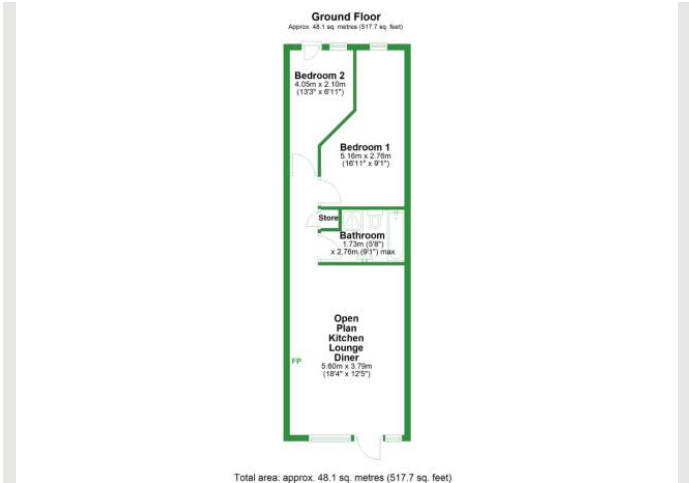 Ground Floor
Approx. 48.1 sq. metres (517.7 sq. feet)
Bedroom 2
4.05m x 2.10m
(13'3" x 6'11")
Bedroom 1
5.16m x 2.76m
(16'11" x 9'1")
Store
Bathroom
1.73m (5'8")
x 2.76m (9'1") max
Open
Plan
Kitchen
Lounge
Diner
5.60m x 3.79m
(18'4" x 12'5")
FP
Total area: approx. 48.1 sq. metres (517.7 sq. feet)